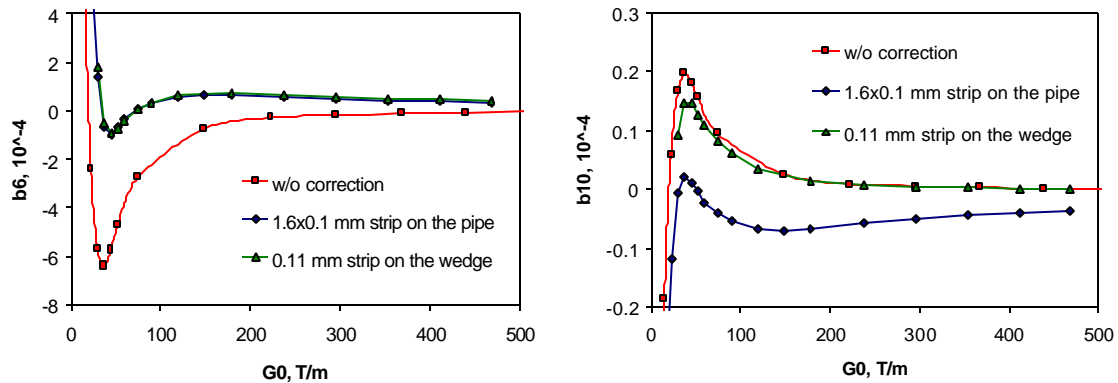 4
2
0
-2
-4
-6
-8
b6, 10^-4
0 100 200 300 400 500
G0, T/m
w/o correction
1.6x0.1 mm strip on the pipe
0.11 mm strip on the wedge
0.3
0.2
0.1
0
-0.1
-0.2
b10, 10^-4
0 100 200 300 400 500
G0, T/m
w/o correction
1.6x0.1 mm strip on the pipe
0.11 mm strip on the wedge